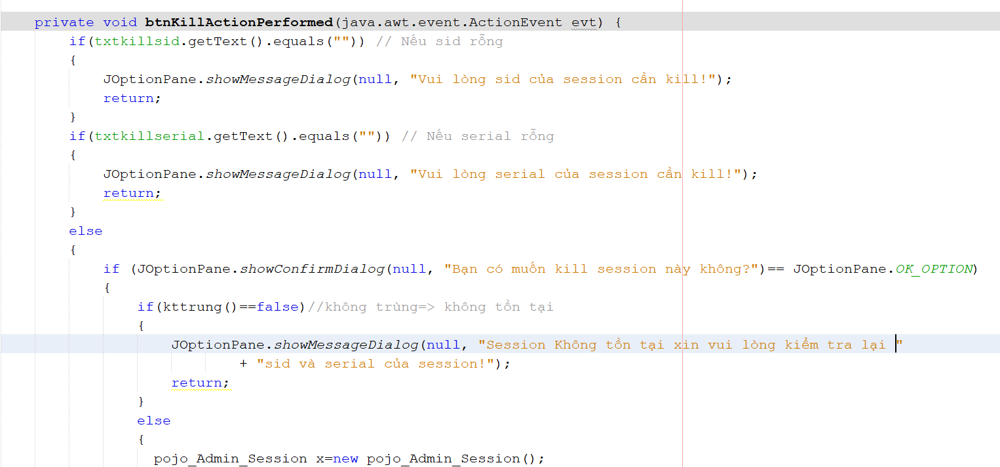 private void btnKillActionPerformed(java.awt.event.ActionEvent evt) {
if(txtkillsid.getText().equals("")) // Nếu sid rỗng
{
JOptionPane.showMessageDialog(null, "Vui lòng sid của session cần kill!");
return;
}
if(txtkillserial.getText().equals("")) // Nếu serial rỗng
{
JOptionPane.showMessageDialog(null, "Vui lòng serial của session cần kill!");
return;
}
else
{
if (JOptionPane.showConfirmDialog(null, "Bạn có muốn kill session này không?")== JOptionPane.OK_OPTION)
{
if(kttrung()==false)//không trùng=> không tồn tại
{
JOptionPane.showMessageDialog(null, "Session Không tồn tại xin vui lòng kiểm tra lại "
+ "sid và serial của session!");
return;
}
else
{
pojo_Admin_Session x=new pojo_Admin_Session();